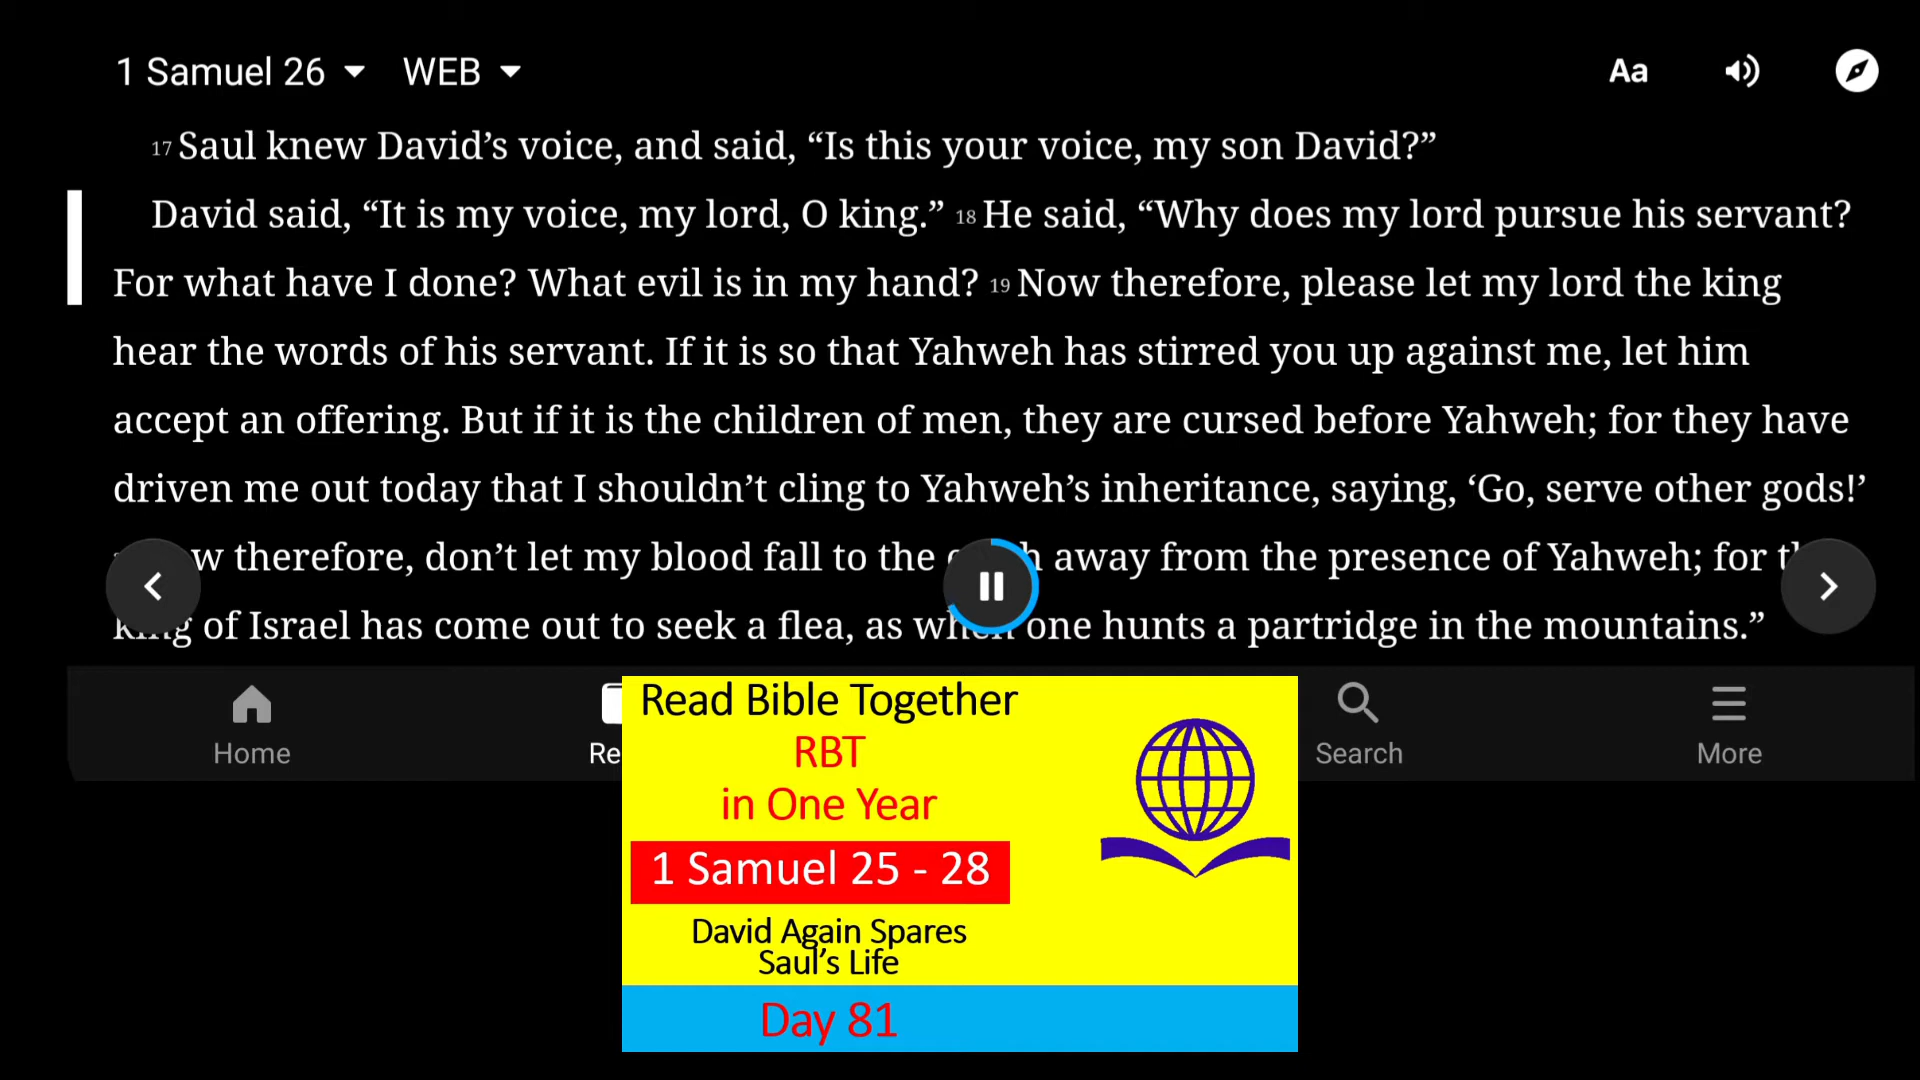 1 Samuel 26 WEB Aa
17 Saul knew David’s voice, and said, “Is this your voice, my son David?”
David said, “It is my voice, my lord, O king.” 18 He said, “Why does my lord pursue his servant?
For what have I done? What evil is in my hand? 19 Now therefore, please let my lord the king
hear the words of his servant. If it is so that Yahweh has stirred you up against me, let him
accept an offering. But if it is the children of men, they are cursed before Yahweh; for they have
driven me out today that I shouldn’t cling to Yahweh’s inheritance, saying, ‘Go, serve other gods!’
therefore, don’t let my blood fall to the away from the presence of Yahweh; for
king of Israel has come out to seek a flea, as when one hunts a partridge in the mountains.”
Home Re Search More
Read Bible Together
RBT
in One Year
1 Samuel 25 - 28
David Again Spares
Saul’s Life
Day 81